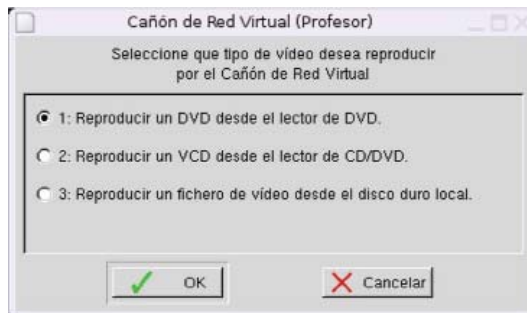 Cañón de Red Virtual (Profesor)
Seleccione que tipo de vídeo desea reproducir
por el Cañón de Red Virtual
1: Reproducir un DVD desde el lector de DVD.
2: Reproducir un VCD desde el lector de CD/DVD.
3: Reproducir un fichero de vídeo desde el disco duro local.
OK
Cancelar